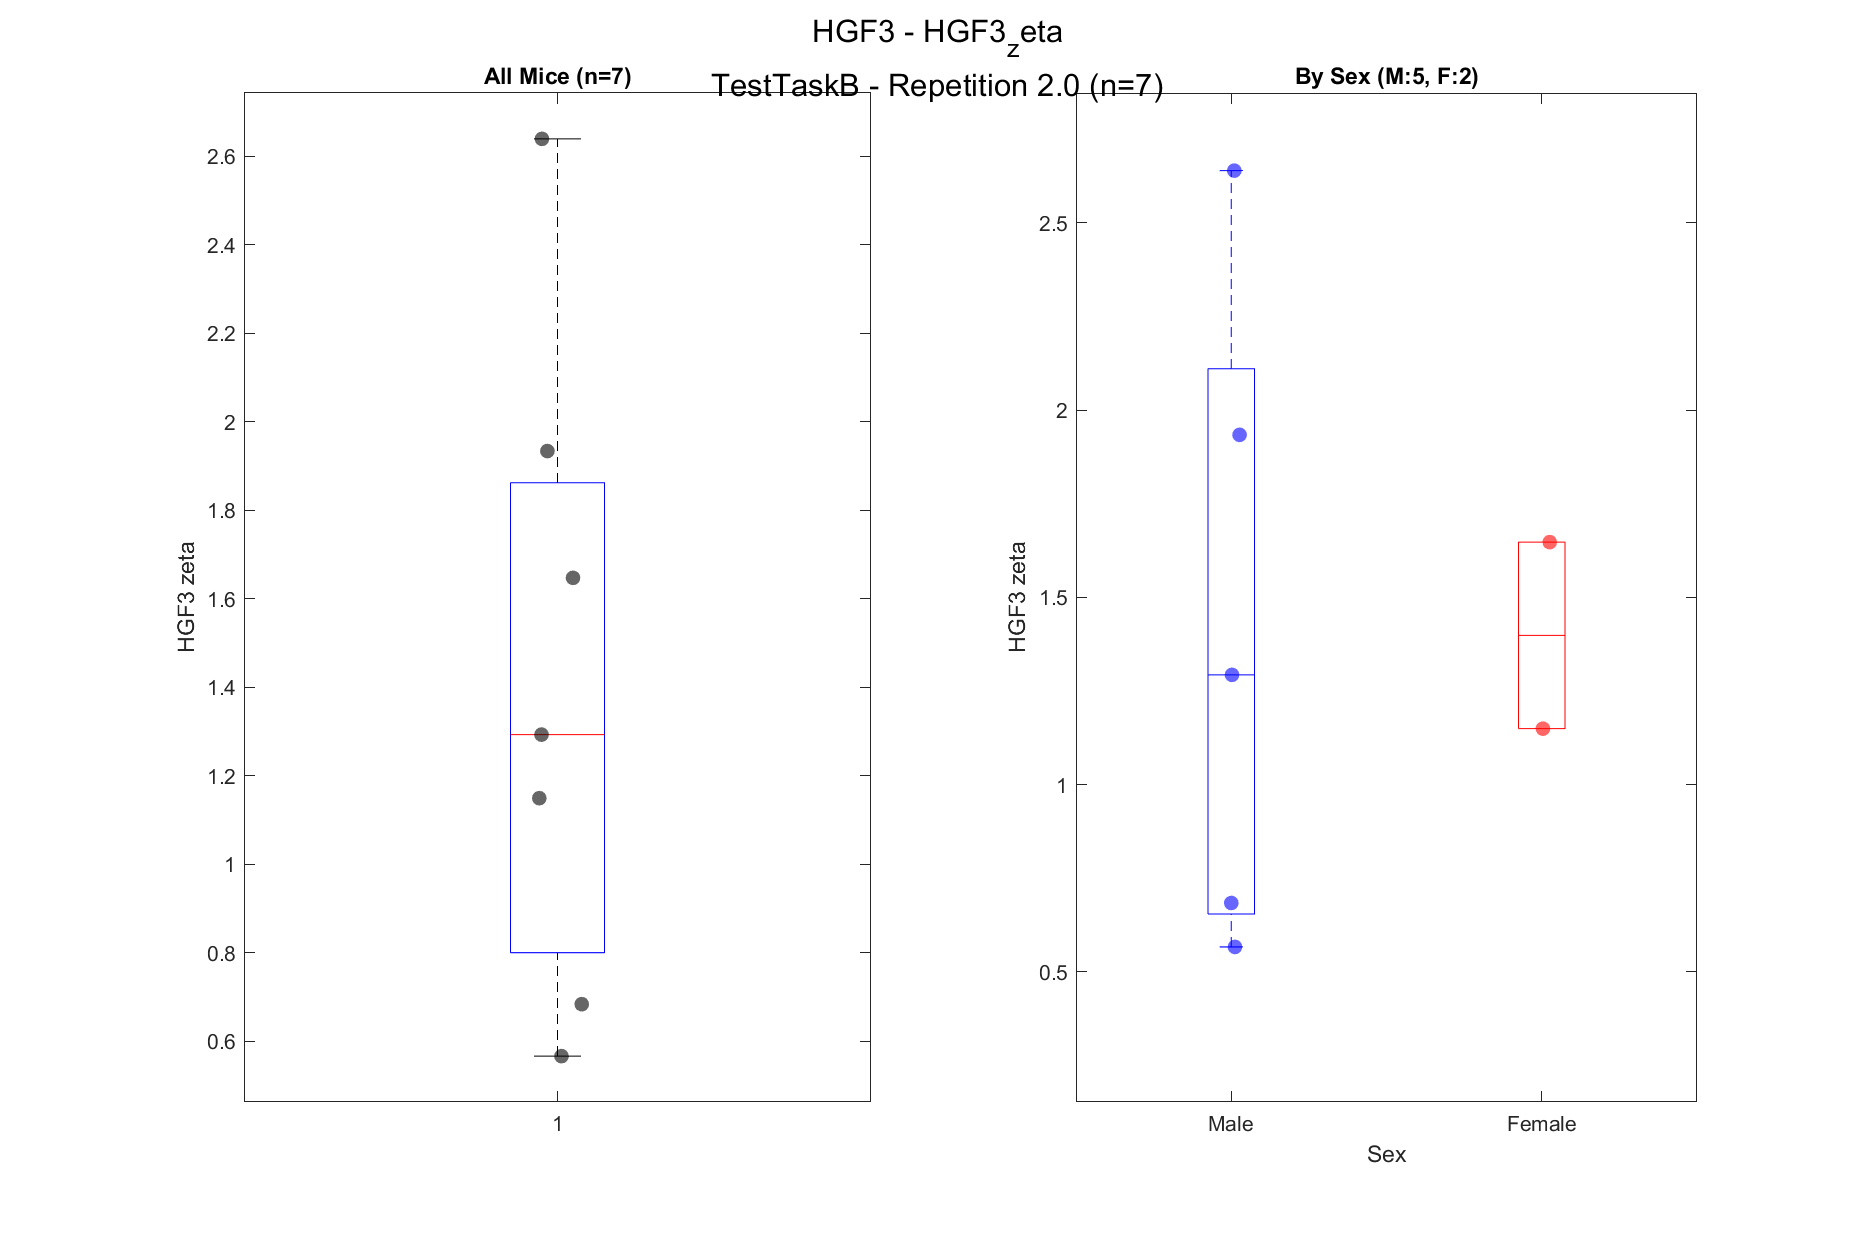 HGF3 - HGF3_zeta
TestTaskB - Repetition 2.0 (n=7)
All Mice (n=7)
HGF3 zeta
2.6
2.4
2.2
2
1.8
1.6
1.4
1.2
1
0.8
0.6
1
By Sex (M:5, F:2)
HGF3 zeta
2.5
2
1.5
1
0.5
Male Female
Sex